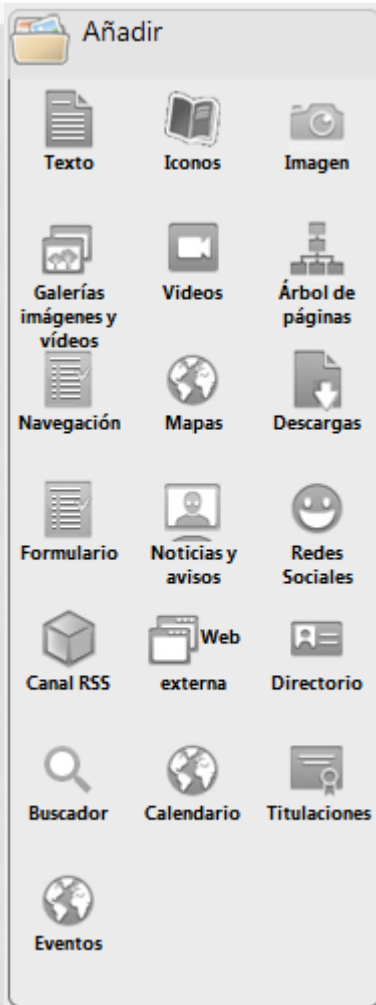 Añadir
Texto
Iconos
Imagen
Galerías
imágenes y
vídeos
Videos
Árbol de
páginas
Navegación
Mapas
Descargas
Formulario
Noticias y
avisos
Redes
Sociales
Canal RSS
Web
externa
Directorio
Buscador
Calendario
Titulaciones
Eventos